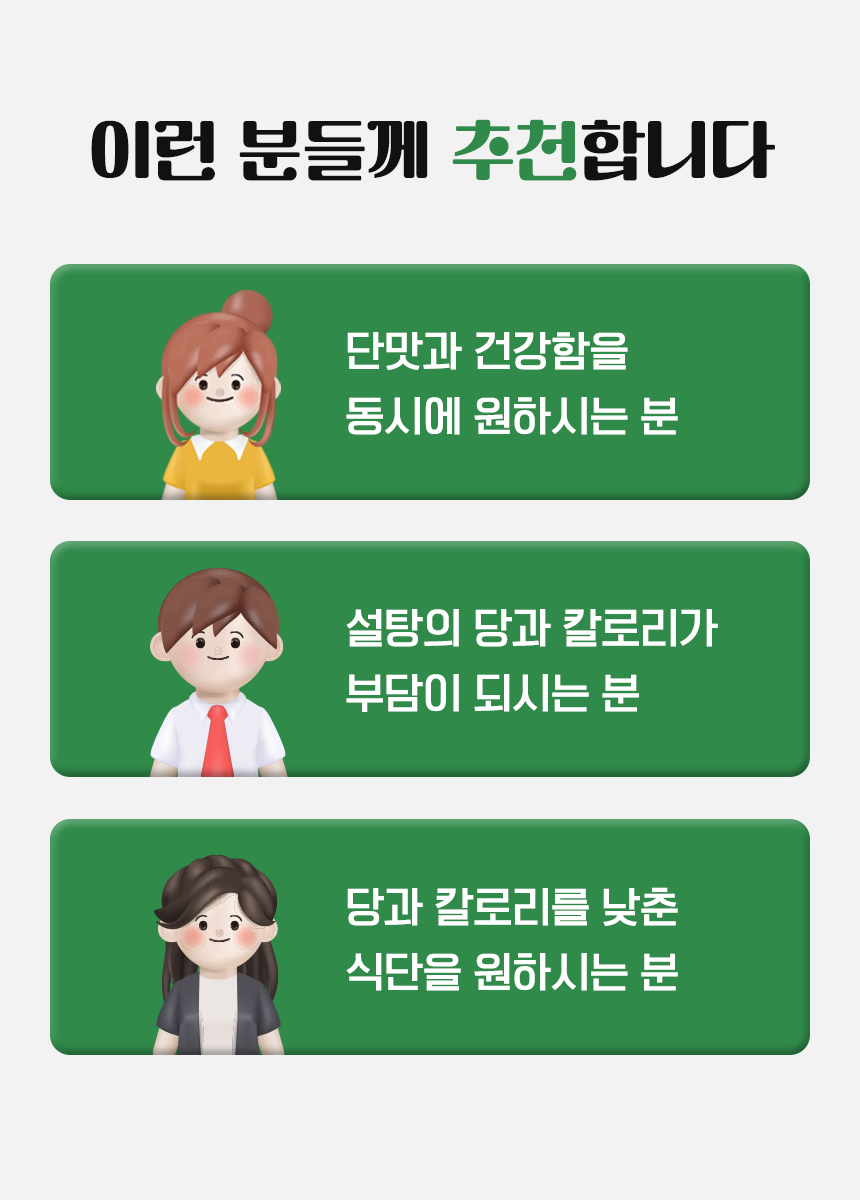 이런 분들께 추천합니다
단맛과 건강함을
동시에 원하시는 분
설탕의 당과 칼로리가
부담이 되시는 분
당과 칼로리를 낮춘
식단을 원하시는 분